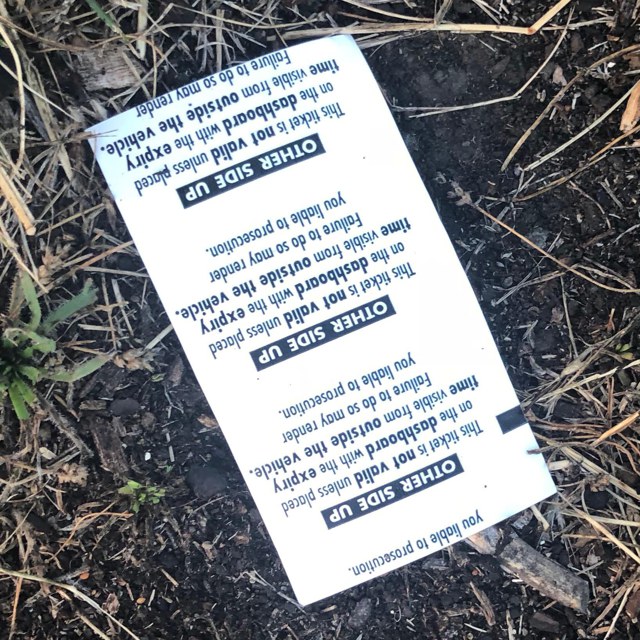 you liable to prosecution.
OTHER SIDE UP
This ticket is not valid unless placed
on the dashboard with the expiry
time visible from outside the vehicle.
Failure to do so may render
you liable to prosecution.
OTHER SIDE UP
This ticket is not valid unless placed
on the dashboard with the expiry
time visible from outside the vehicle.
Failure to do so may render
you liable to prosecution.
OTHER SIDE UP
This ticket is not valid unless placed
on the dashboard with the expiry
time visible from outside the vehicle.
Failure to do so may render